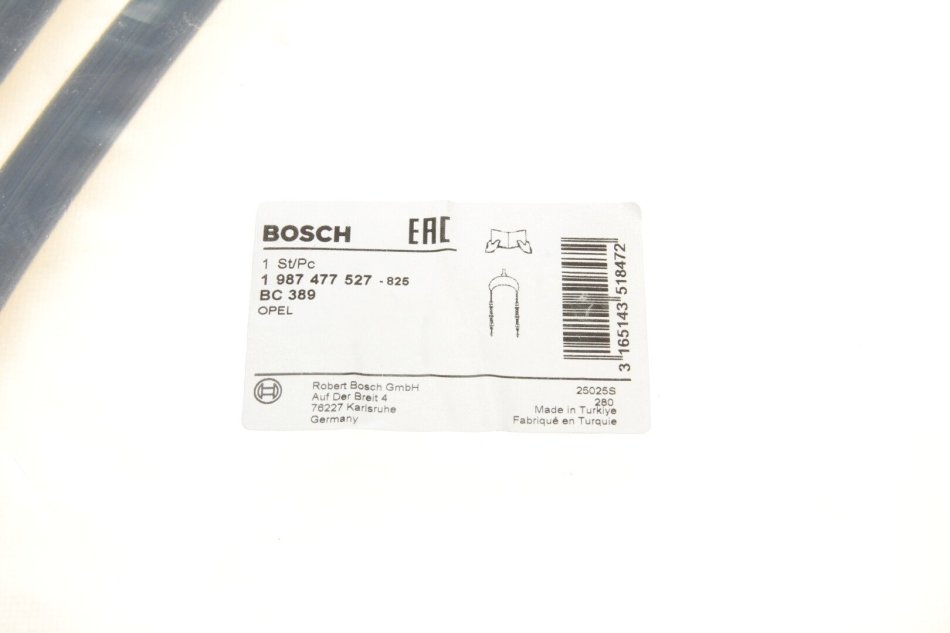 BOSCH EAC
1 St/Pc
1 987 477 527 - 825
BC 389
OPEL
3 165143 518472
Robert Bosch GmbH
Auf Der Breit 4
76227 Karlsruhe
Germany
25025S
280
Made in Turkiye
Fabriqué en Turquie